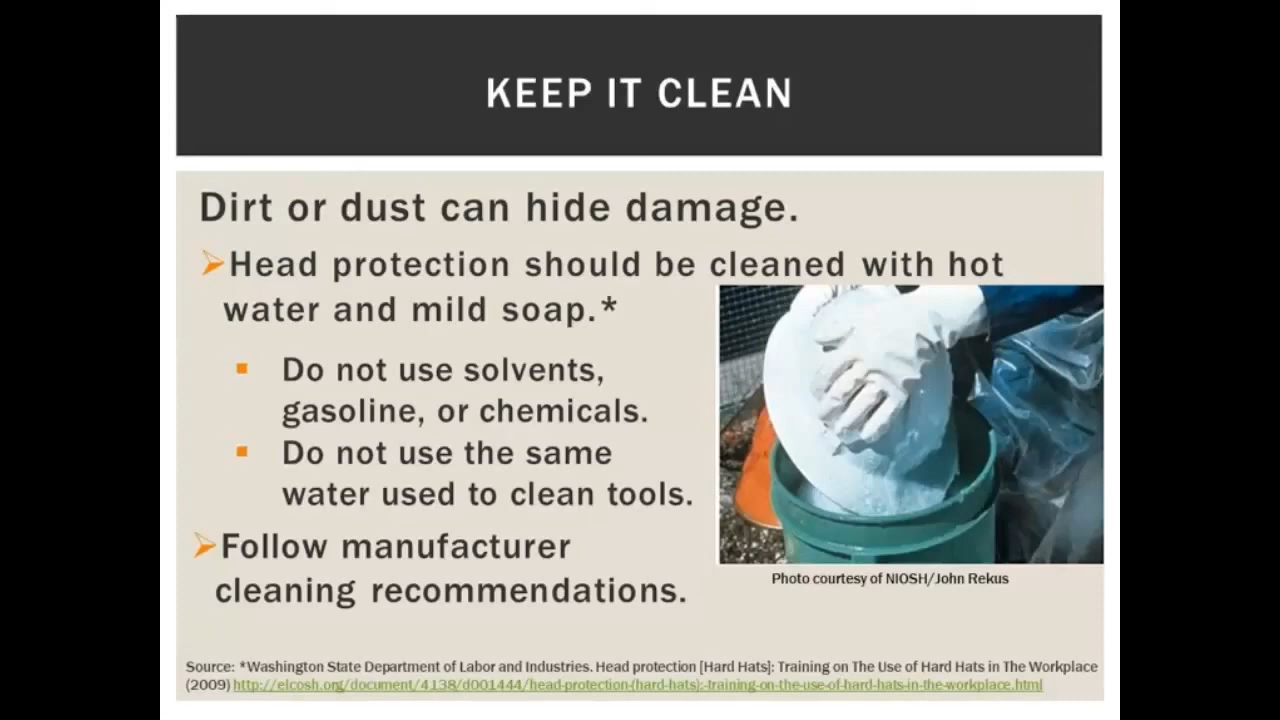 KEEP IT CLEAN
Dirt or dust can hide damage.
Head protection should be cleaned with hot
water and mild soap.*
Do not use solvents,
gasoline, or chemicals.
Do not use the same
water used to clean tools.
Follow manufacturer
cleaning recommendations.
Photo courtesy of NIOSH/John Rekus
Source: *Washington State Department of Labor and Industries. Head protection [Hard Hats]: Training on The Use of Hard Hats in The Workplace
(2009) http://elcosh.org/document/4138/d001444/head-protection-(hard-hats):-training-on-the-use-of-hard-hats-in-the-workplace.html